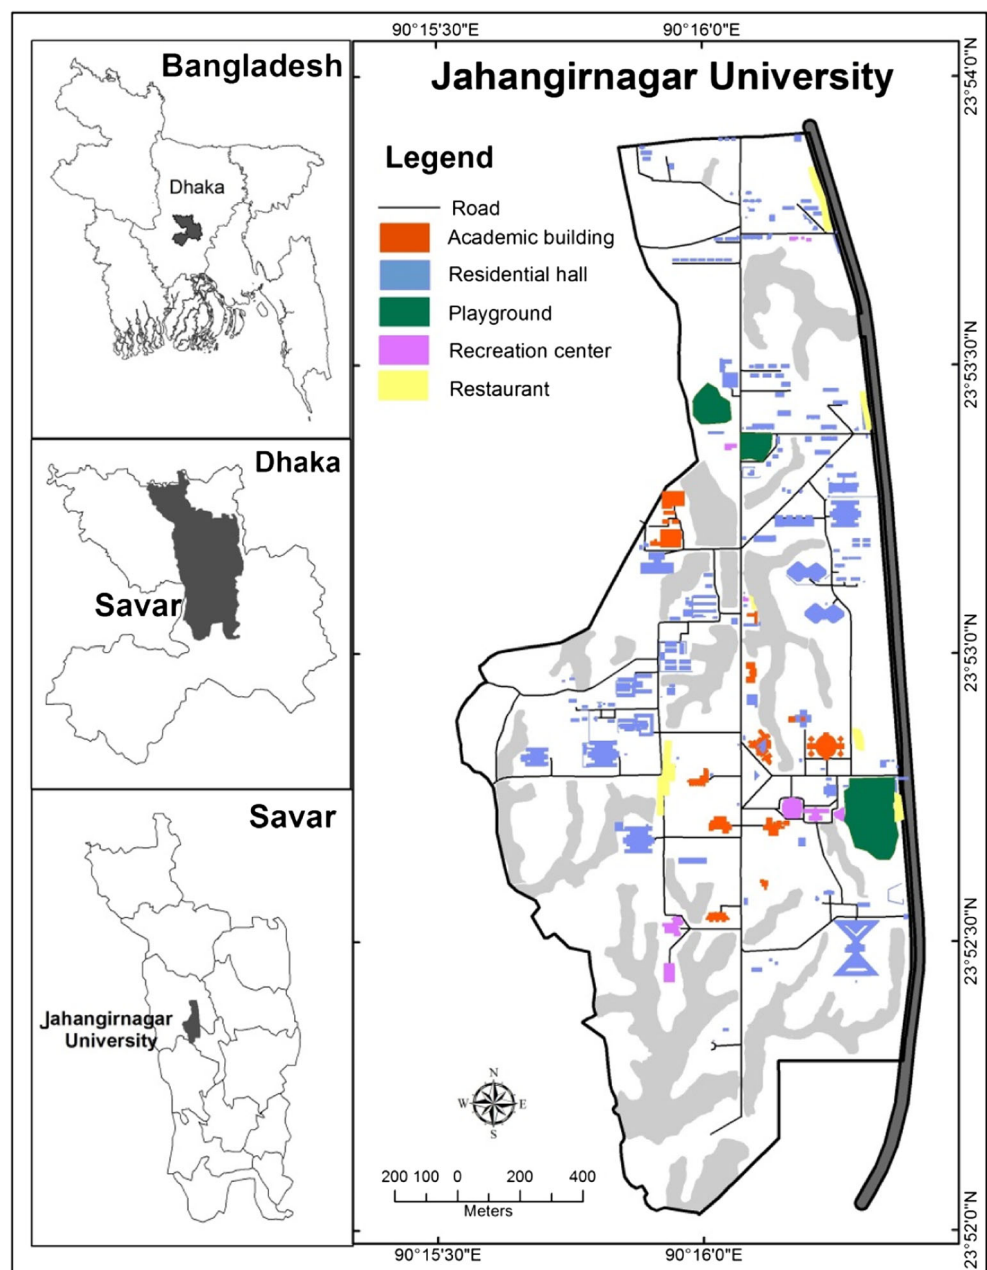 90°15'30"E
90°16'0"E
Bangladesh
Dhaka
Dhaka
Savar
Savar
Jahangirnagar
University
Jahangirnagar University
Legend
Road
Academic building
Residential hall
Playground
Recreation center
Restaurant
23°54'0"N
23°53'30"N
23°53'0"N
23°52'30"N
23°52'0"N
N
W E
S
200 100 0 200 400
Meters
90°15'30"E
90°16'0"E